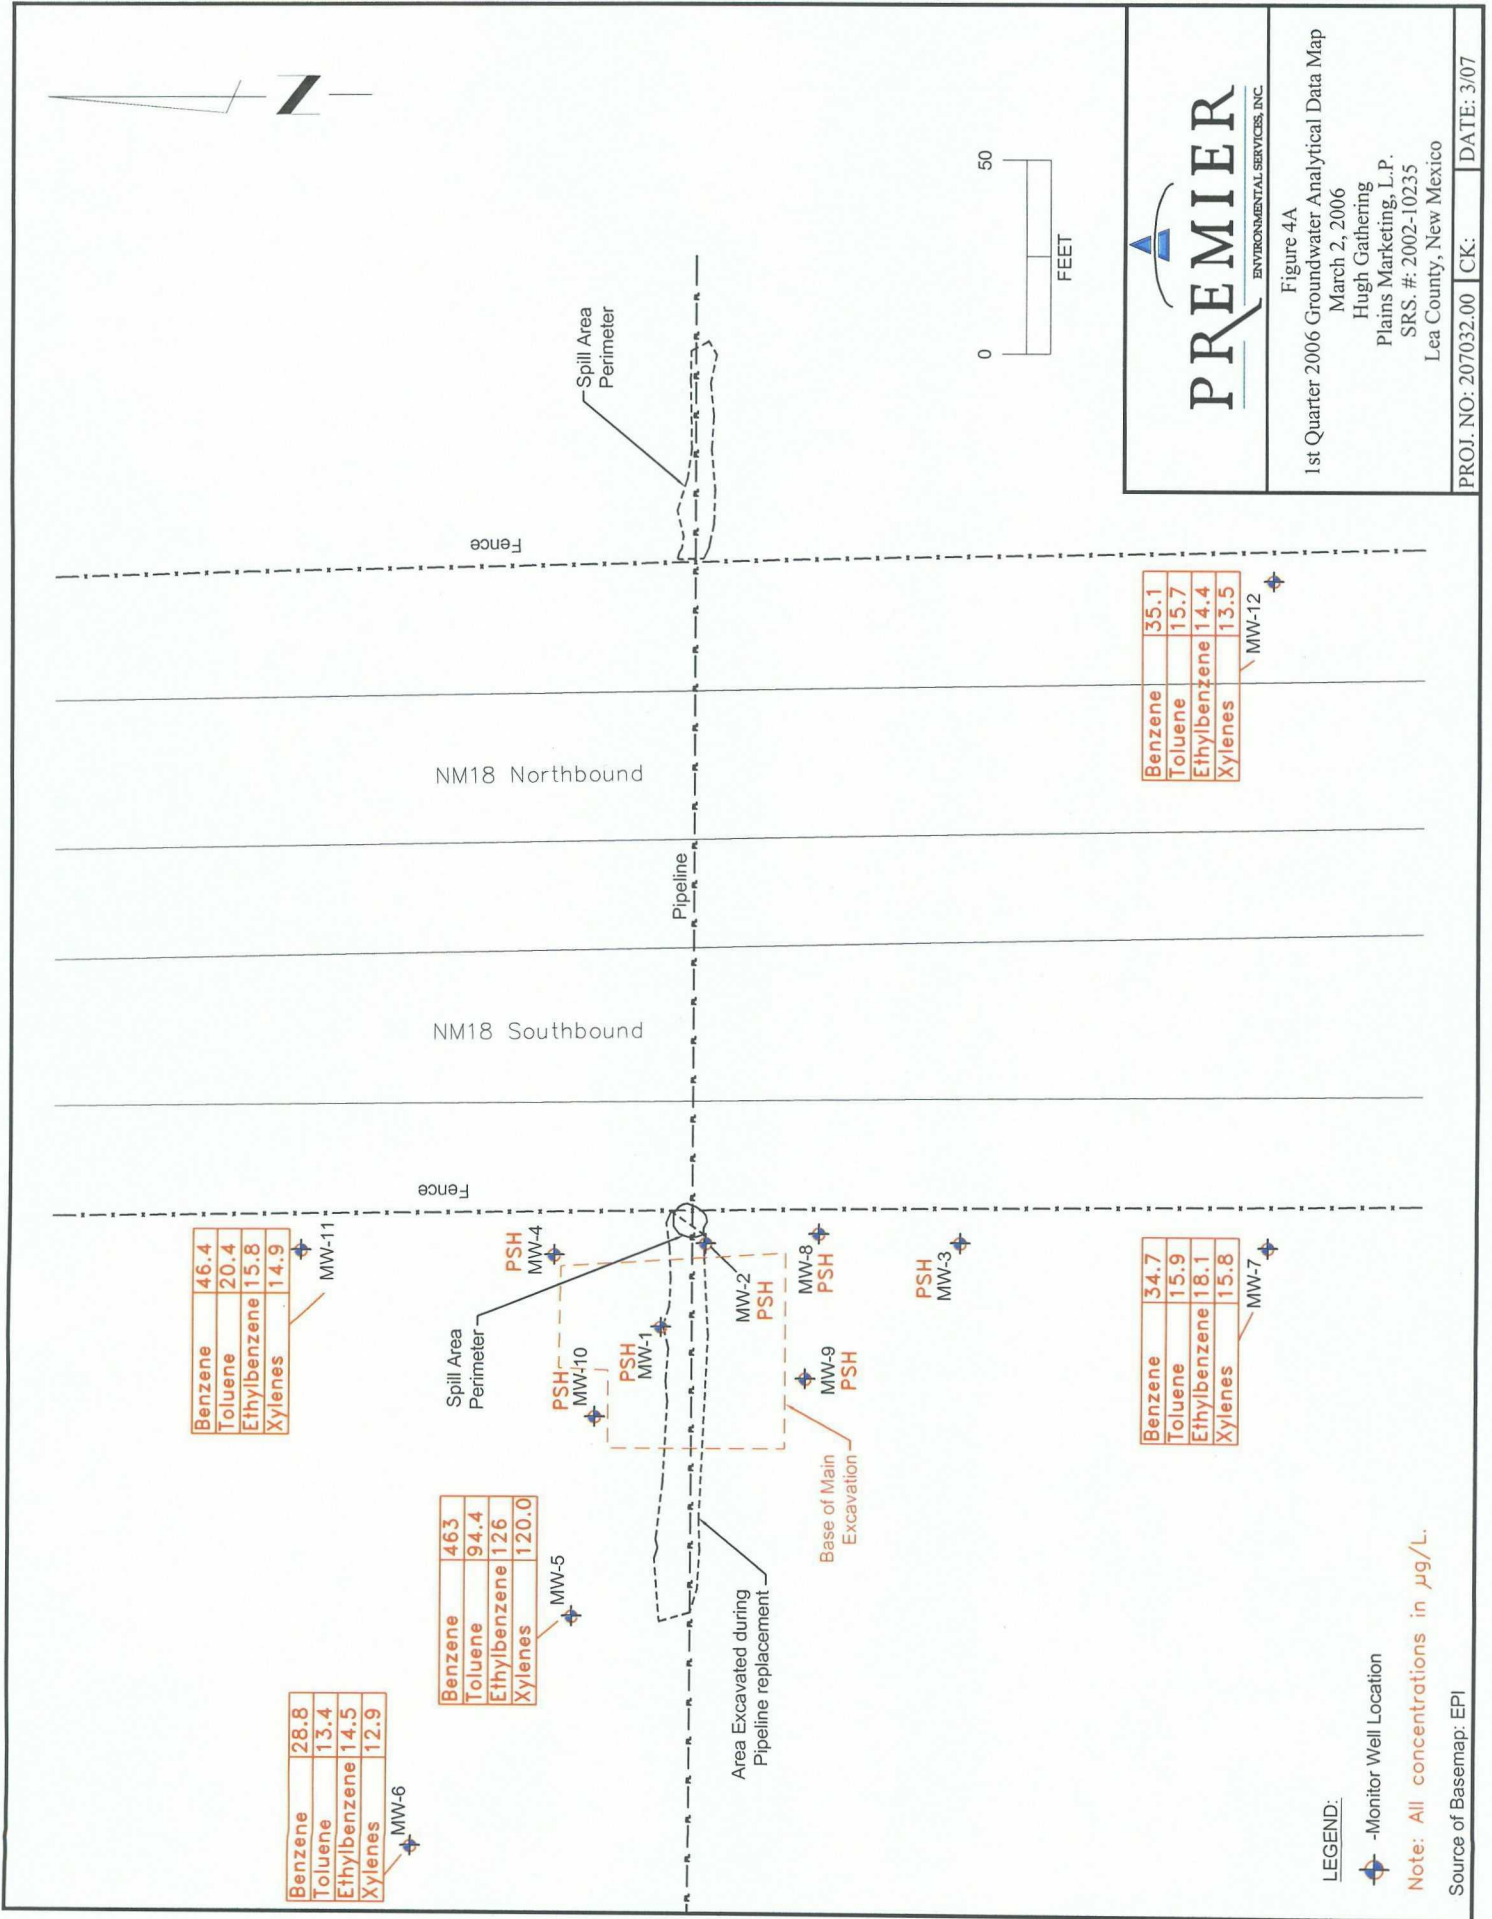 N
Benzene 28.8
Toluene 13.4
Ethylbenzene 14.5
Xylenes 12.9
MW-6
Benzene 463
Toluene 94.4
Ethylbenzene 126
Xylenes 120.0
MW-5
Benzene 46.4
Toluene 20.4
Ethylbenzene 15.8
Xylenes 14.9
MW-11
Fence
Spill Area
Perimeter
PSH
MW-4
PSH
MW-10
PSH
MW-1
MW-2
PSH
MW-8
PSH
MW-9
PSH
PSH
MW-3
Base of Main
Excavation
Area Excavated during
Pipeline replacement
Benzene 34.7
Toluene 15.9
Ethylbenzene 18.1
Xylenes 15.8
MW-7
NM18 Southbound
Pipeline
NM18 Northbound
Fence
Spill Area
Perimeter
Benzene 35.1
Toluene 15.7
Ethylbenzene 14.4
Xylenes 13.5
MW-12
0 50
FEET
LEGEND:
-Monitor Well Location
Note: All concentrations in µg/L.
Source of Basemap: EPI
PREMIER
ENVIRONMENTAL SERVICES, INC.
Figure 4A
1st Quarter 2006 Groundwater Analytical Data Map
March 2, 2006
Hugh Gathering
Plains Marketing, L.P.
SRS. #: 2002-10235
Lea County, New Mexico
PROJ. NO: 207032.00 CK: DATE: 3/07